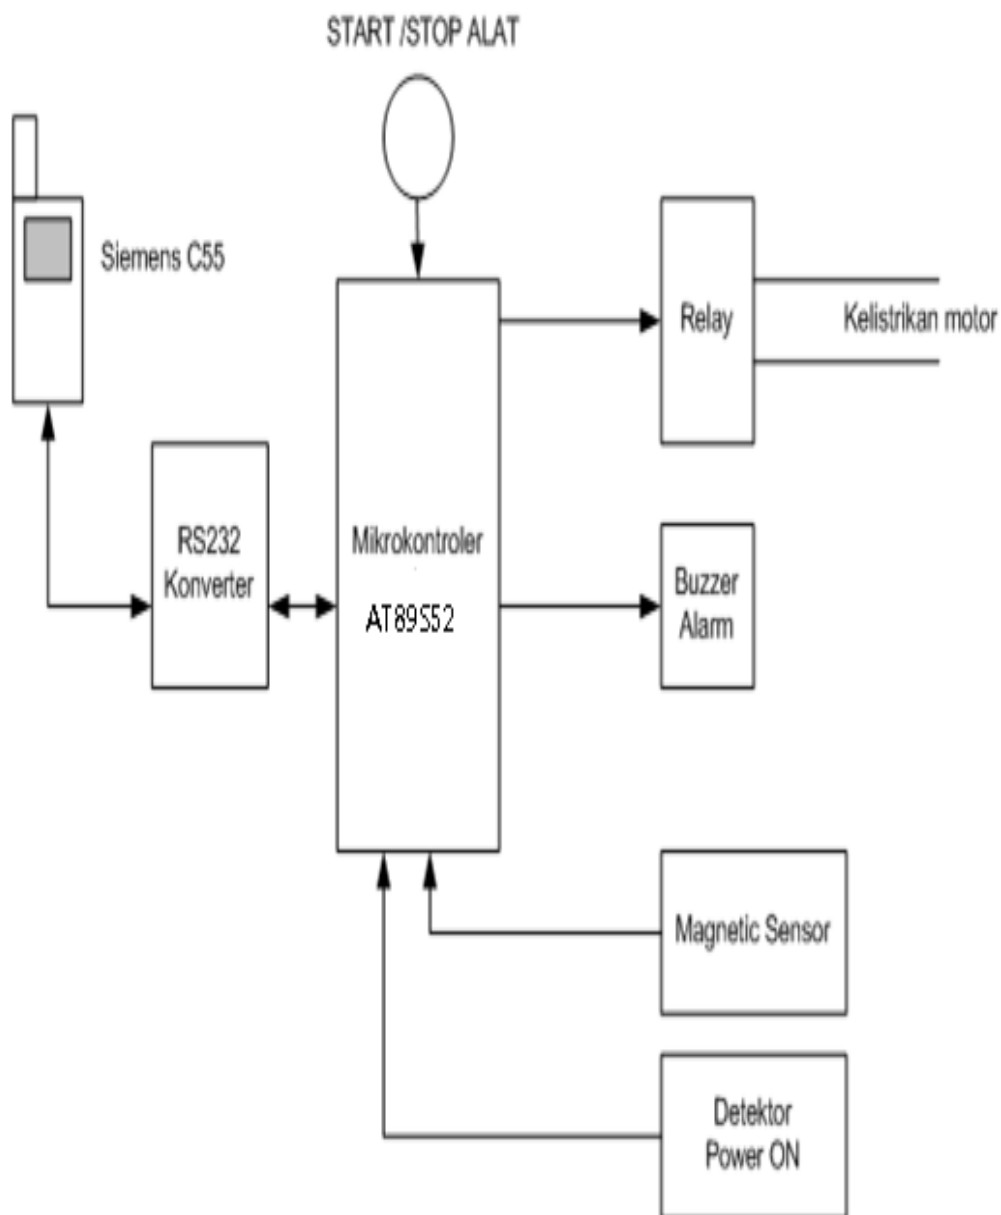 START /STOP ALAT
Siemens C55
Relay
Kelistrikan motor
RS232
Konverter
Mikrokontroler
AT89S52
Buzzer
Alarm
Magnetic Sensor
Detektor
Power ON